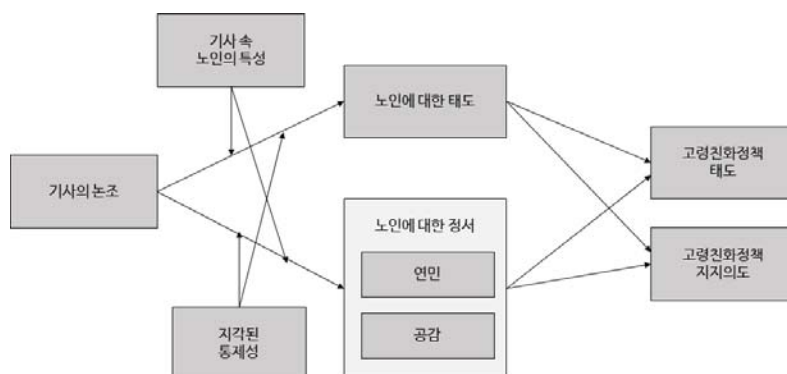 기사 속
노인의 특성
노인에 대한 태도
고령친화정책
태도
기사의 논조
노인에 대한 정서
연민
고령친화정책
지지의도
공감
지각된
통제성